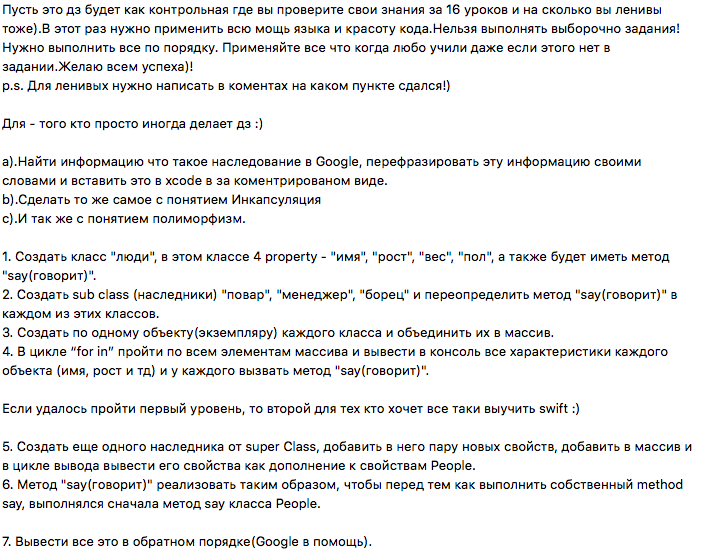 Пусть это дз будет как контрольная где вы проверите свои знания за 16 уроков и на сколько вы ленивы
тоже).В этот раз нужно применить всю мощь языка и красоту кода.Нельзя выполнять выборочно задания!
Нужно выполнить все по порядку. Применяйте все что когда любо учили даже если этого нет в
задании.Желаю всем успеха)!
p.s. Для ленивых нужно написать в коментах на каком пункте сдался!)
Для - того кто просто иногда делает дз :)
a).Найти информацию что такое наследование в Google, перефразировать эту информацию своими
словами и вставить это в xcode в за коментрированом виде.
b).Сделать то же самое с понятием Инкапсуляция
c).И так же с понятием полиморфизм.
1. Создать класс "люди", в этом классе 4 property - "имя", "рост", "вес", "пол", а также будет иметь метод
"say(говорит)".
2. Создать sub class (наследники) "повар", "менеджер", "борец" и переопределить метод "say(говорит)" в
каждом из этих классов.
3. Создать по одному объекту(экземпляру) каждого класса и объединить их в массив.
4. В цикле “for in” пройти по всем элементам массива и вывести в консоль все характеристики каждого
объекта (имя, рост и тд) и у каждого вызвать метод "say(говорит)".
Если удалось пройти первый уровень, то второй для тех кто хочет все таки выучить swift :)
5. Создать еще одного наследника от super Class, добавить в него пару новых свойств, добавить в массив и
в цикле вывода вывести его свойства как дополнение к свойствам People.
6. Метод "say(говорит)" реализовать таким образом, чтобы перед тем как выполнить собственный method
say, выполнялся сначала метод say класса People.
7. Вывести все это в обратном порядке(Google в помощь).